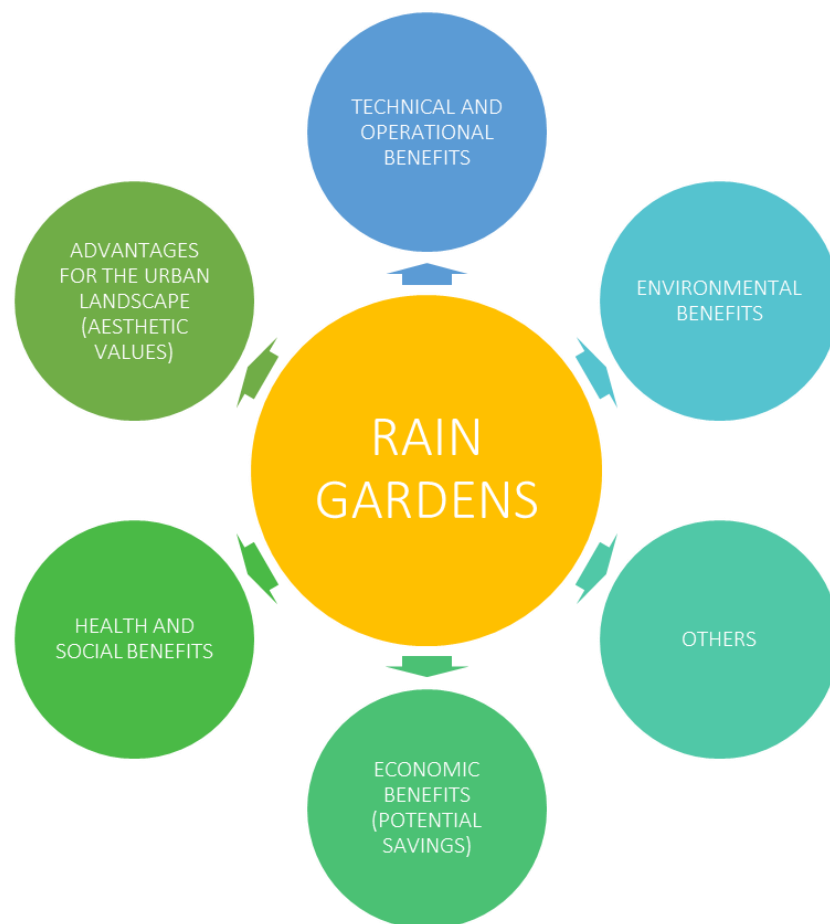 TECHNICAL AND
OPERATIONAL
BENEFITS
ADVANTAGES
FOR THE URBAN
LANDSCAPE
(AESTHETIC
VALUES)
ENVIRONMENTAL
BENEFITS
RAIN
GARDENS
HEALTH AND
SOCIAL BENEFITS
OTHERS
ECONOMIC
BENEFITS
(POTENTIAL
SAVINGS)